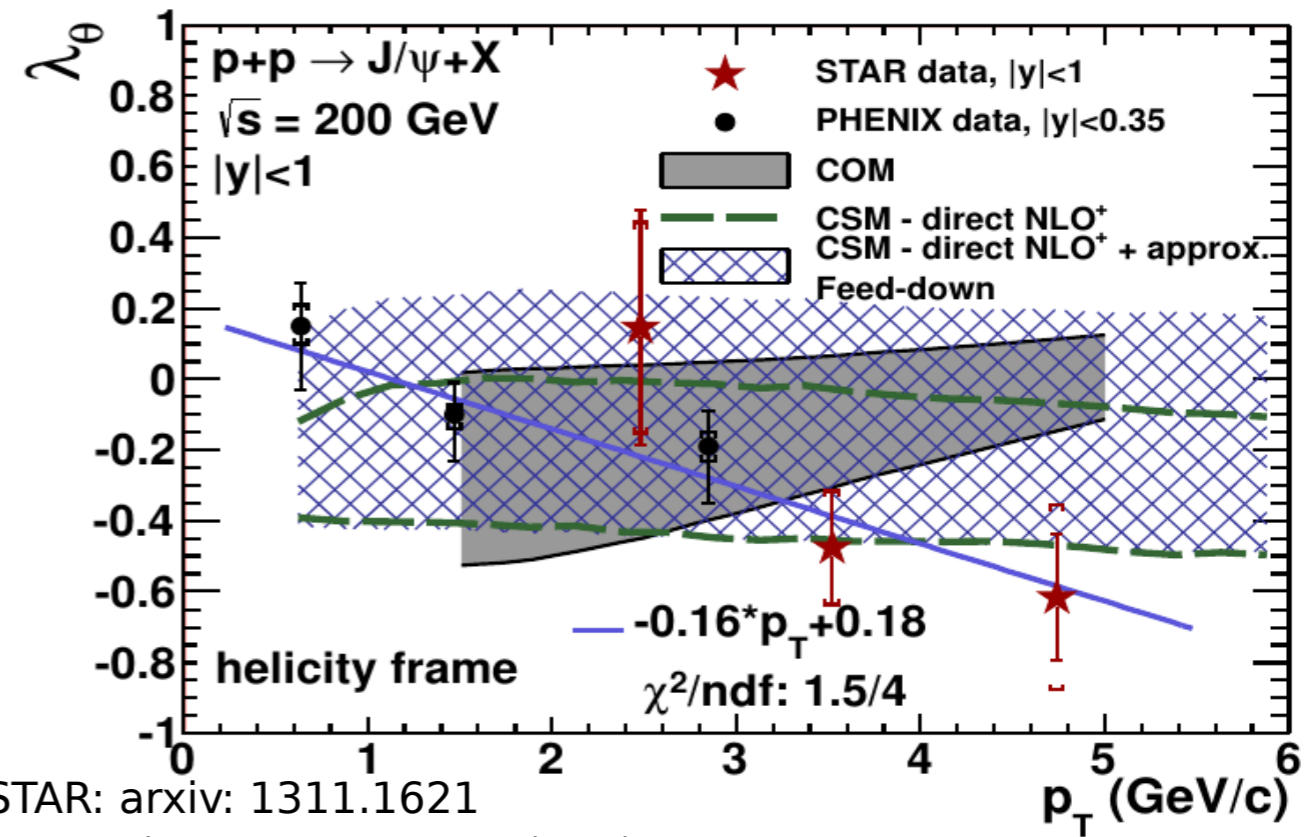 λθ
1
0.8
0.6
0.4
0.2
0
-0.2
-0.4
-0.6
-0.8
-1
p+p → J/ψ+X
√s = 200 GeV
|y|<1
STAR data, |y|<1
PHENIX data, |y|<0.35
COM
CSM - direct NLO⁺
CSM - direct NLO⁺ + approx.
Feed-down
-0.16*pT+0.18
χ²/ndf: 1.5/4
helicity frame
0 1 2 3 4 5 6
pT (GeV/c)
STAR: arxiv: 1311.1621